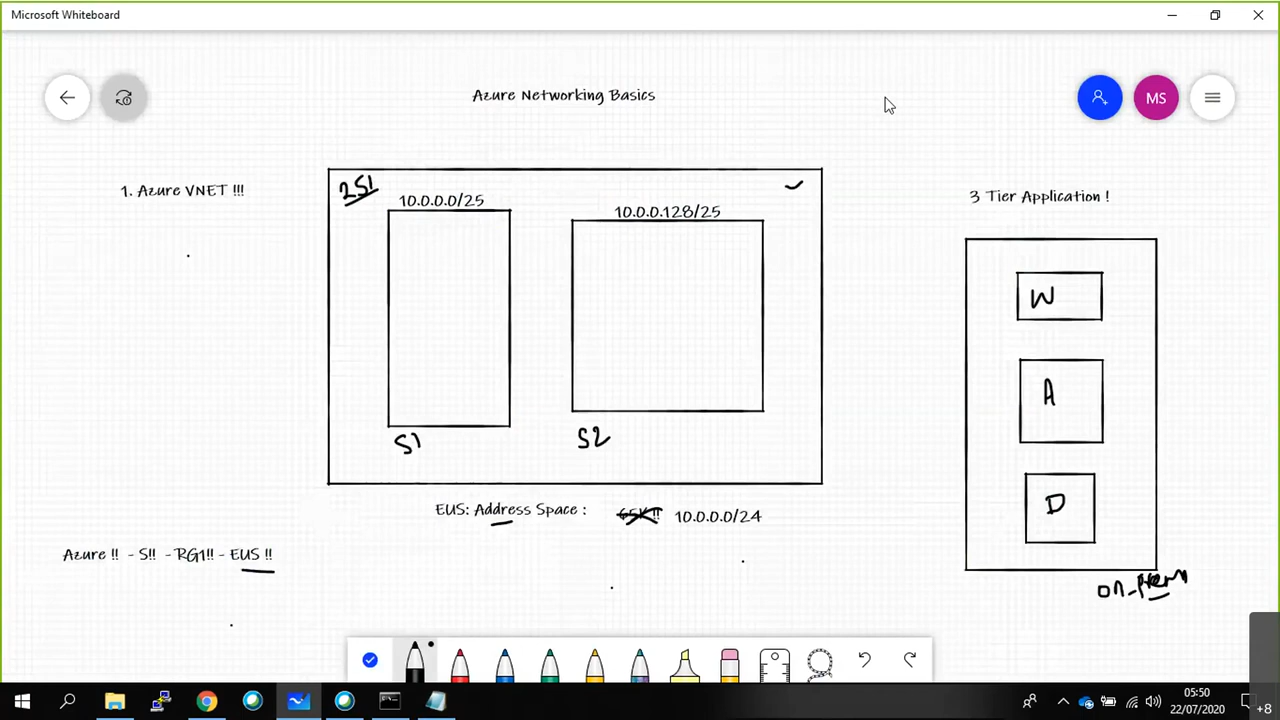 Microsoft Whiteboard
Azure Networking Basics
MS
1. Azure VNET !!!
251
10.0.0.0/25
10.0.0.128/25
3 Tier Application !
W
A
D
S1
S2
EUS: Address Space :
10.0.0.0/24
Azure !! - S!! - RG1!! - EUS !!
on-prem
05:50
22/07/2020
+8